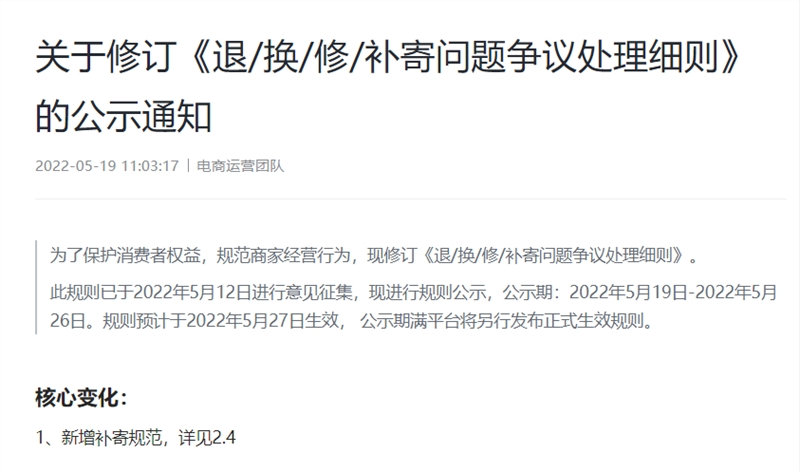 关于修订《退/换/修/补寄问题争议处理细则》
的公示通知
2022-05-19 11:03:17 | 电商运营团队
为了保护消费者权益，规范商家经营行为，现修订《退/换/修/补寄问题争议处理细则》。
此规则已于2022年5月12日进行意见征集，现进行规则公示，公示期：2022年5月19日-2022年5月
26日。规则预计于2022年5月27日生效， 公示期满平台将另行发布正式生效规则。
核心变化：
1、新增补寄规范，详见2.4